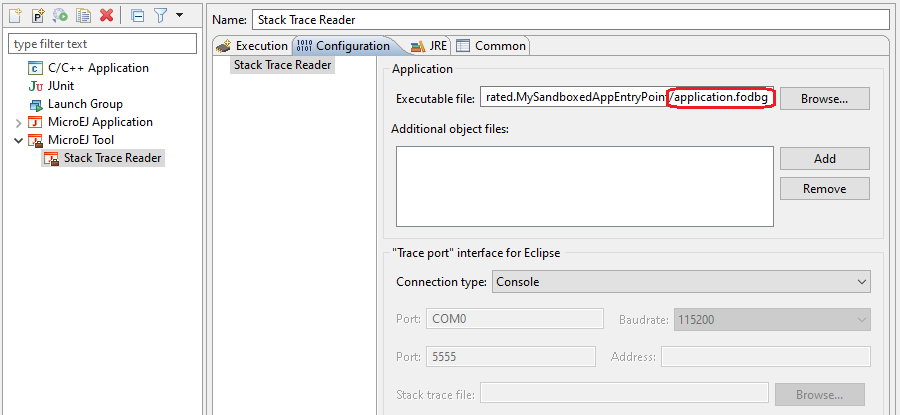 Name: Stack Trace Reader
type filter text
C/C++ Application
JUnit
Launch Group
MicroEJ Application
MicroEJ Tool
Stack Trace Reader
Execution Configuration JRE Common
Stack Trace Reader
Application
Executable file: rated.MySandboxedAppEntryPoint/application.fodbg Browse...
Additional object files:
Add
Remove
"Trace port" interface for Eclipse
Connection type: Console
Port: COM0 Baudrate: 115200
Port: 5555 Address:
Stack trace file: Browse...